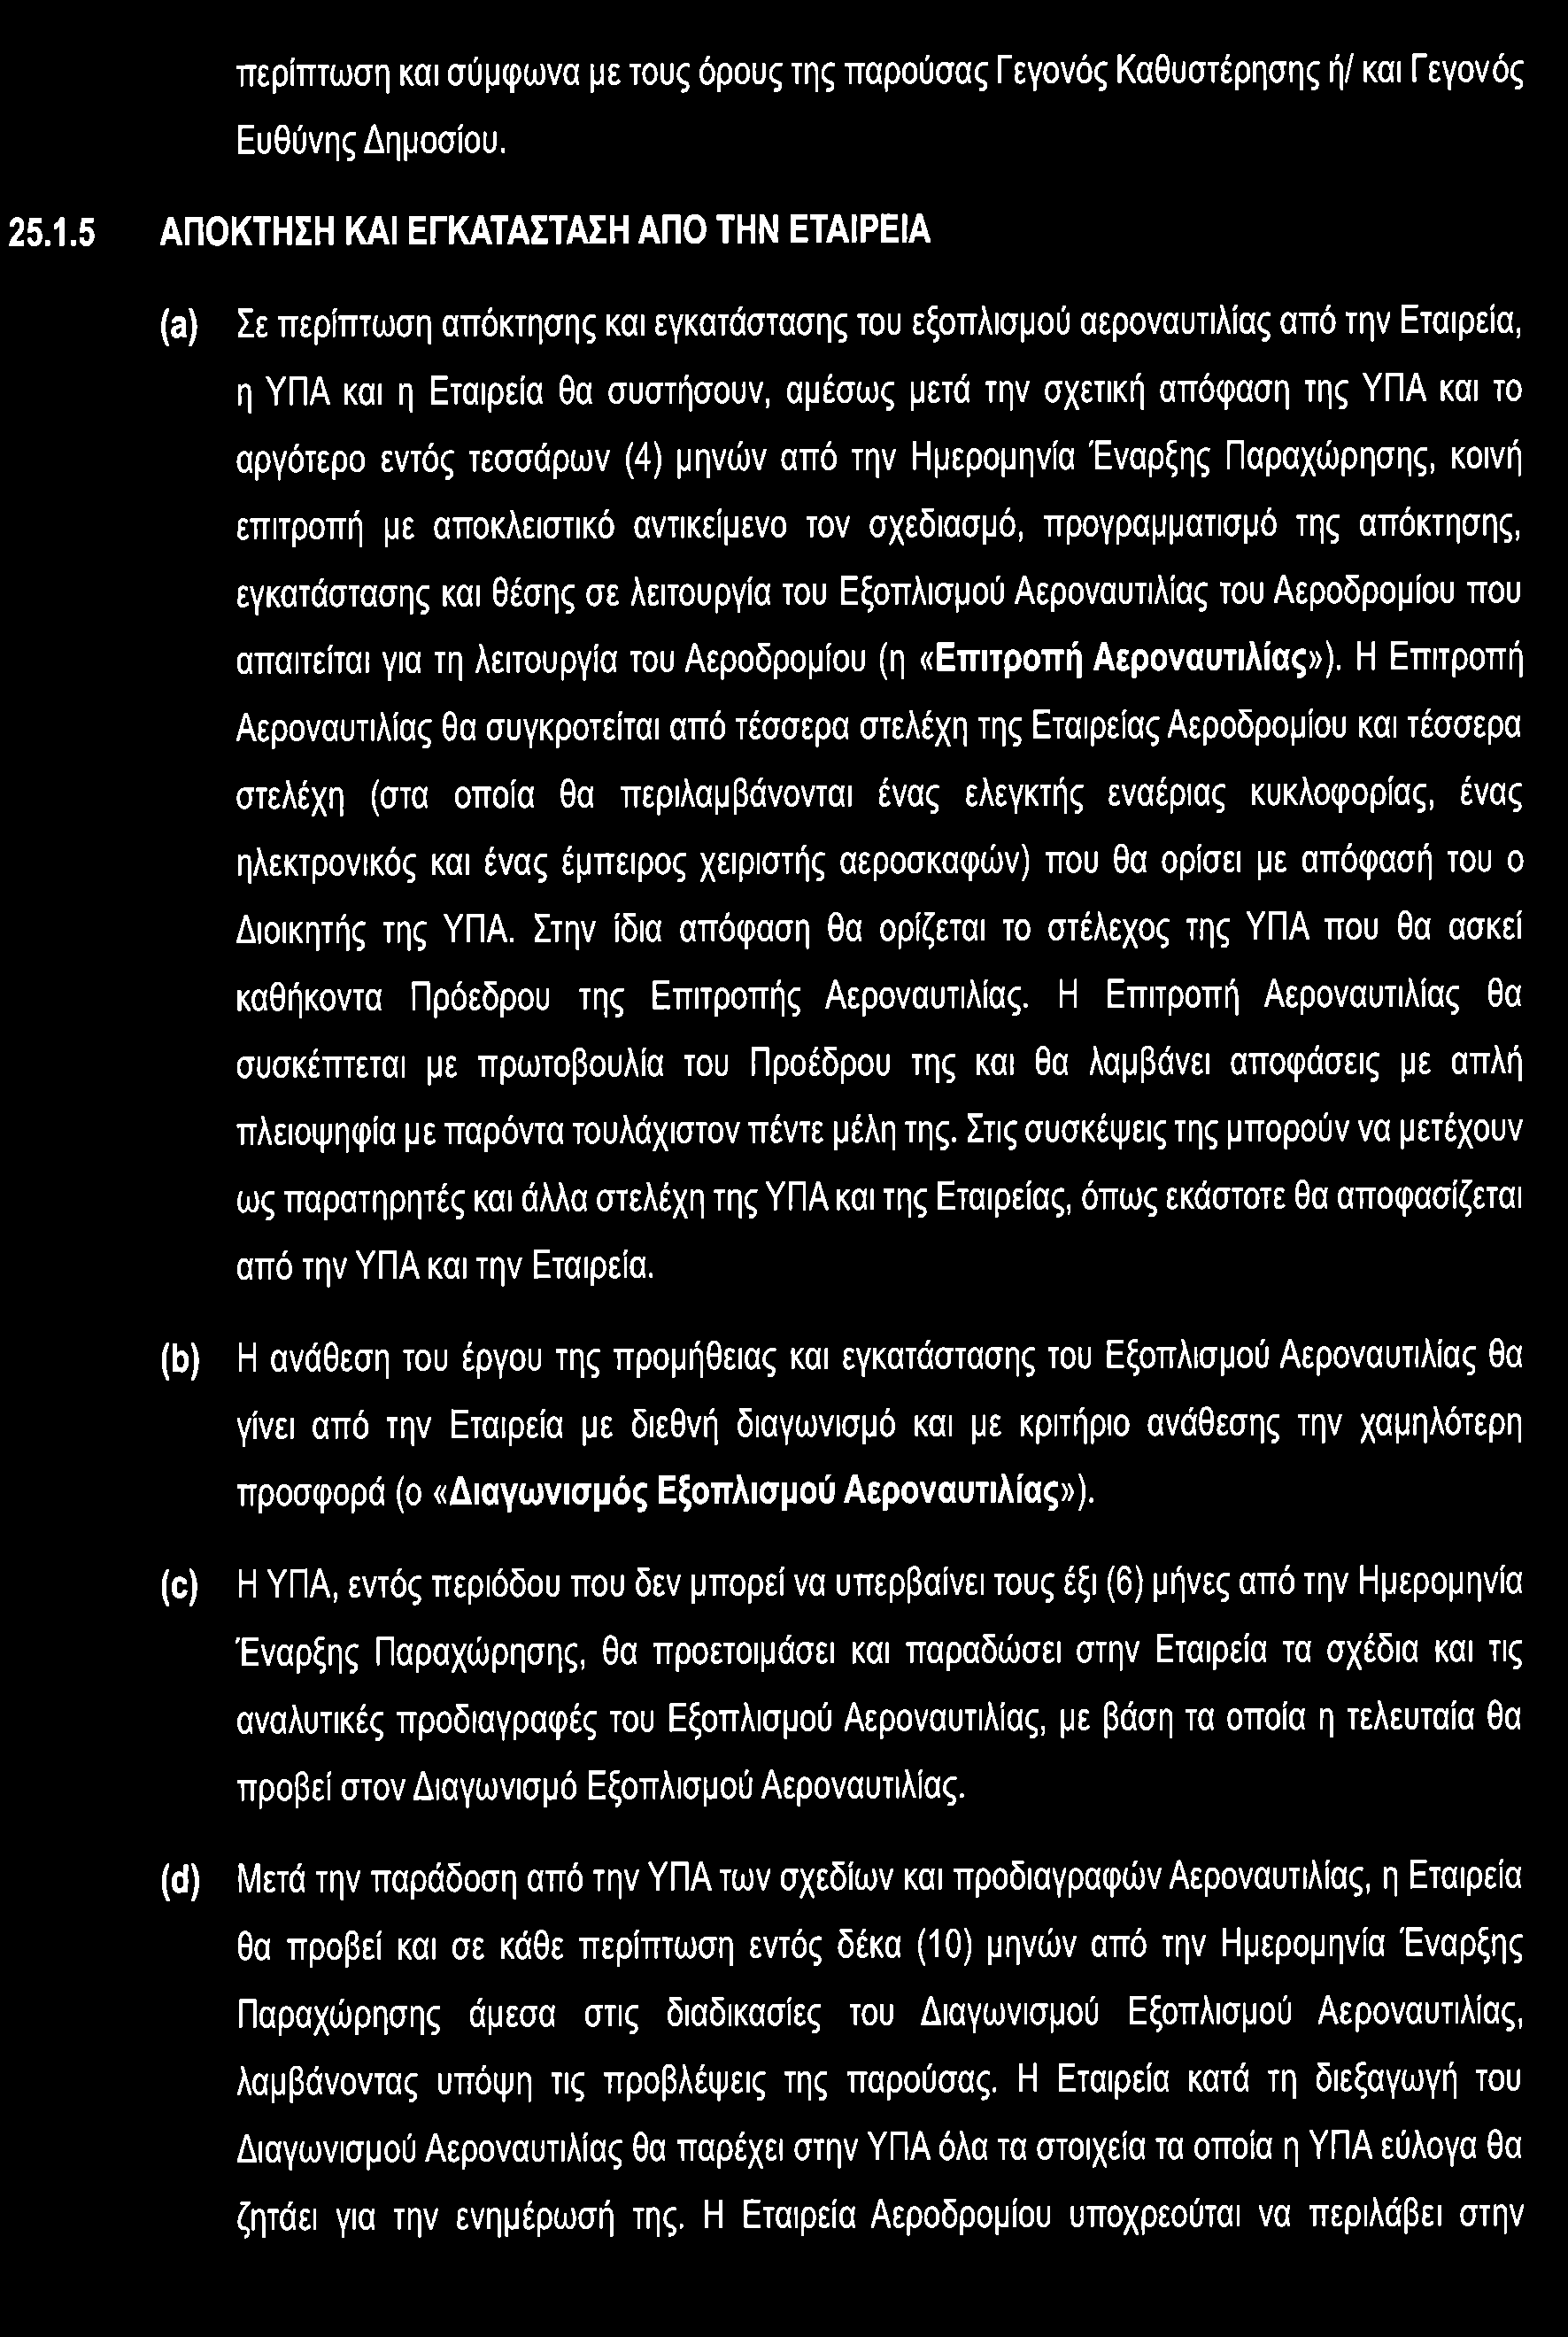 περίπτωση και σύμφωνα με τους όρους της παρούσας Γεγονός Καθυστέρησης ή/ και Γεγονός
Ευθύνης Δημοσίου.
25.1.5 ΑΠΟΚΤΗΣΗ ΚΑΙ ΕΓΚΑΤΑΣΤΑΣΗ ΑΠΟ ΤΗΝ ΕΤΑΙΡΕΙΑ
(a) Σε περίπτωση απόκτησης και εγκατάστασης του εξοπλισμού αεροναυτιλίας από την Εταιρεία,
η ΥΠΑ και η Εταιρεία θα συστήσουν, αμέσως μετά την σχετική απόφαση της ΥΠΑ και το
αργότερο εντός τεσσάρων (4) μηνών από την Ημερομηνία Έναρξης Παραχώρησης, κοινή
επιτροπή με αποκλειστικό αντικείμενο τον σχεδιασμό, προγραμματισμό της απόκτησης,
εγκατάστασης και θέσης σε λειτουργία του Εξοπλισμού Αεροναυτιλίας του Αεροδρομίου που
απαιτείται για τη λειτουργία του Αεροδρομίου (η «Επιτροπή Αεροναυτιλίας»). Η Επιτροπή
Αεροναυτιλίας θα συγκροτείται από τέσσερα στελέχη της Εταιρείας Αεροδρομίου και τέσσερα
στελέχη (στα οποία θα περιλαμβάνονται ένας ελεγκτής εναέριας κυκλοφορίας, ένας
ηλεκτρονικός και ένας έμπειρος χειριστής αεροσκαφών) που θα ορίσει με απόφασή του ο
Διοικητής της ΥΠΑ. Στην ίδια απόφαση θα ορίζεται το στέλεχος της ΥΠΑ που θα ασκεί
καθήκοντα Πρόεδρου της Επιτροπής Αεροναυτιλίας. Η Επιτροπή Αεροναυτιλίας θα
συσκέπτεται με πρωτοβουλία του Προέδρου της και θα λαμβάνει αποφάσεις με απλή
πλειοψηφία με παρόντα τουλάχιστον πέντε μέλη της. Στις συσκέψεις της μπορούν να μετέχουν
ως παρατηρητές και άλλα στελέχη της ΥΠΑ και της Εταιρείας, όπως εκάστοτε θα αποφασίζεται
από την ΥΠΑ και την Εταιρεία.
(b) Η ανάθεση του έργου της προμήθειας και εγκατάστασης του Εξοπλισμού Αεροναυτιλίας θα
γίνει από την Εταιρεία με διεθνή διαγωνισμό και με κριτήριο ανάθεσης την χαμηλότερη
προσφορά (ο «Διαγωνισμός Εξοπλισμού Αεροναυτιλίας»).
(c) Η ΥΠΑ, εντός περιόδου που δεν μπορεί να υπερβαίνει τους έξι (6) μήνες από την Ημερομηνία
Έναρξης Παραχώρησης, θα προετοιμάσει και παραδώσει στην Εταιρεία τα σχέδια και τις
αναλυτικές προδιαγραφές του Εξοπλισμού Αεροναυτιλίας, με βάση τα οποία η τελευταία θα
προβεί στον Διαγωνισμό Εξοπλισμού Αεροναυτιλίας.
(d) Μετά την παράδοση από την ΥΠΑ των σχεδίων και προδιαγραφών Αεροναυτιλίας, η Εταιρεία
θα προβεί και σε κάθε περίπτωση εντός δέκα (10) μηνών από την Ημερομηνία Έναρξης
Παραχώρησης άμεσα στις διαδικασίες του Διαγωνισμού Εξοπλισμού Αεροναυτιλίας,
λαμβάνοντας υπόψη τις προβλέψεις της παρούσας. Η Εταιρεία κατά τη διεξαγωγή του
Διαγωνισμού Αεροναυτιλίας θα παρέχει στην ΥΠΑ όλα τα στοιχεία τα οποία η ΥΠΑ εύλογα θα
ζητάει για την ενημέρωσή της. Η Εταιρεία Αεροδρομίου υποχρεούται να περιλάβει στην